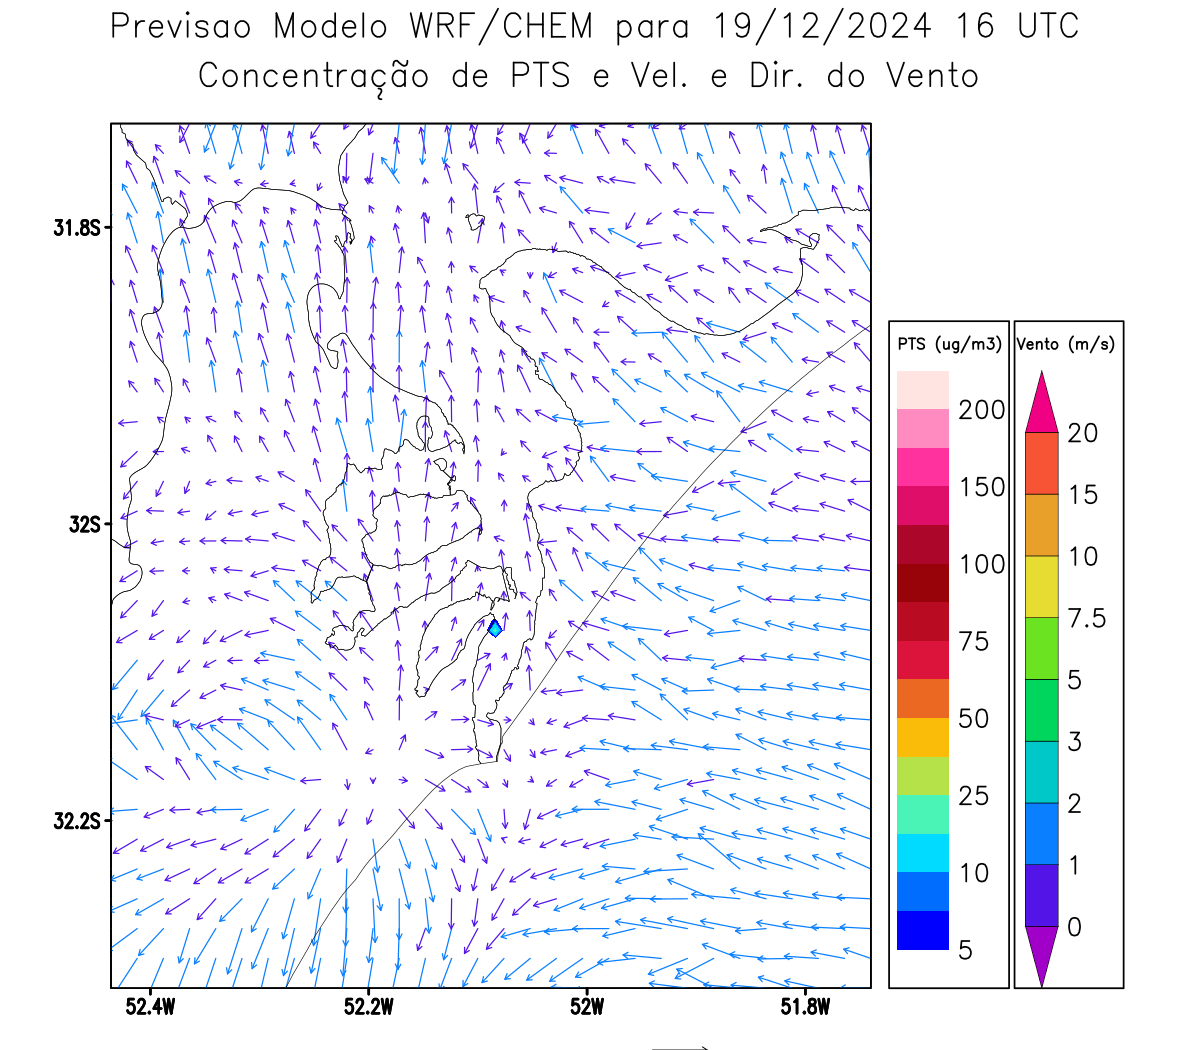 Previsao Modelo WRF/CHEM para 19/12/2024 16 UTC
Concentração de PTS e Vel. e Dir. do Vento
31.8S
32S
32.2S
52.4W 52.2W 52W 51.8W
PTS (ug/m3)
200
150
100
75
50
25
10
5
Vento (m/s)
20
15
10
7.5
5
3
2
1
0